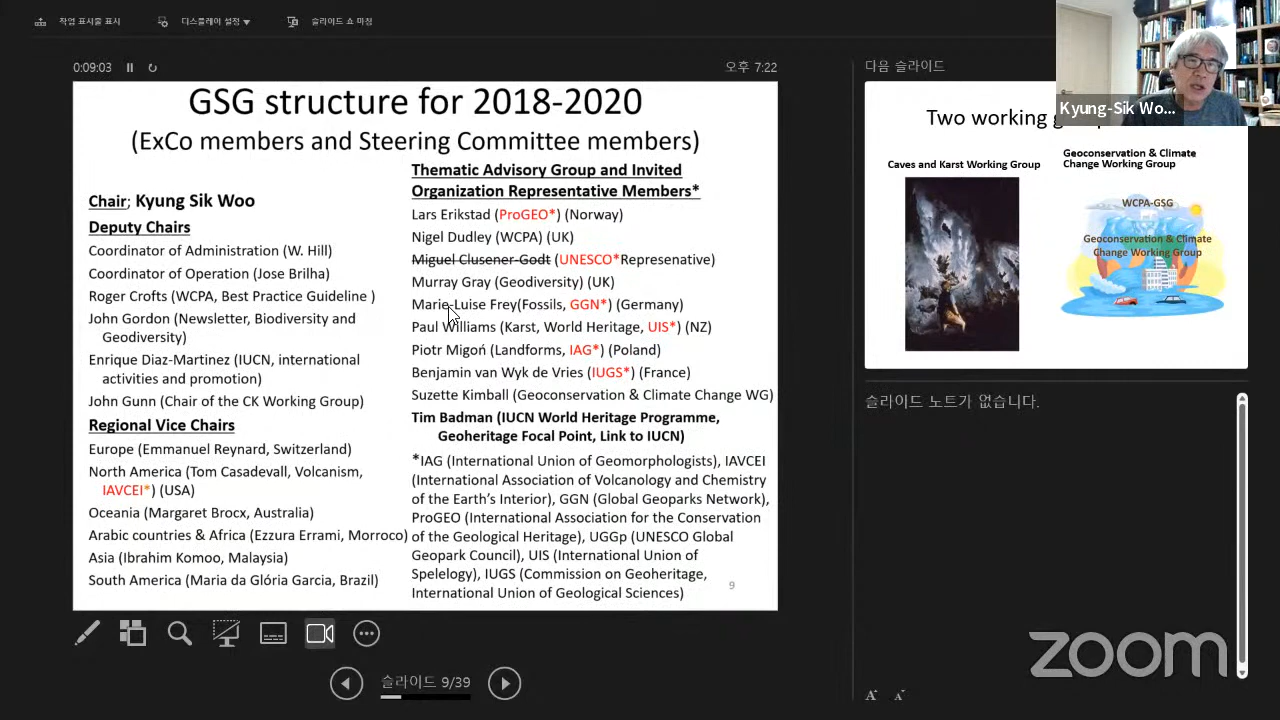 작업 표시줄 표시
디스플레이 설정 ▼
슬라이드 쇼 마침
0:09:03
오후 7:22
GSG structure for 2018-2020
(ExCo members and Steering Committee members)
Chair; Kyung Sik Woo
Deputy Chairs
Coordinator of Administration (W. Hill)
Coordinator of Operation (Jose Brilha)
Roger Crofts (WCPA, Best Practice Guideline )
John Gordon (Newsletter, Biodiversity and
Geodiversity)
Enrique Diaz-Martinez (IUCN, international
activities and promotion)
John Gunn (Chair of the CK Working Group)
Regional Vice Chairs
Europe (Emmanuel Reynard, Switzerland)
North America (Tom Casadevall, Volcanism,
IAVCEI*) (USA)
Oceania (Margaret Brocx, Australia)
Arabic countries & Africa (Ezzura Errami, Morroco)
Asia (Ibrahim Komoo, Malaysia)
South America (Maria da Glória Garcia, Brazil)
Thematic Advisory Group and Invited
Organization Representative Members*
Lars Erikstad (ProGEO*) (Norway)
Nigel Dudley (WCPA) (UK)
Miguel Clusener-Godt (UNESCO*Represenative)
Murray Gray (Geodiversity) (UK)
Marie-Luise Frey(Fossils, GGN*) (Germany)
Paul Williams (Karst, World Heritage, UIS*) (NZ)
Piotr Migoń (Landforms, IAG*) (Poland)
Benjamin van Wyk de Vries (IUGS*) (France)
Suzette Kimball (Geoconservation & Climate Change WG)
Tim Badman (IUCN World Heritage Programme,
Geoheritage Focal Point, Link to IUCN)
*IAG (International Union of Geomorphologists), IAVCEI
(International Association of Volcanology and Chemistry
of the Earth's Interior), GGN (Global Geoparks Network),
ProGEO (International Association for the Conservation
of the Geological Heritage), UGGp (UNESCO Global
Geopark Council), UIS (International Union of
Spelelogy), IUGS (Commission on Geoheritage,
International Union of Geological Sciences)
9
슬라이드 9/39
다음 슬라이드
Kyung-Sik Wo...
Two working
Caves and Karst Working Group
Geoconservation & Climate
Change Working Group
WCPA-GSG
Geoconservation & Climate
Change Working Group
슬라이드 노트가 없습니다.
A A
zoom